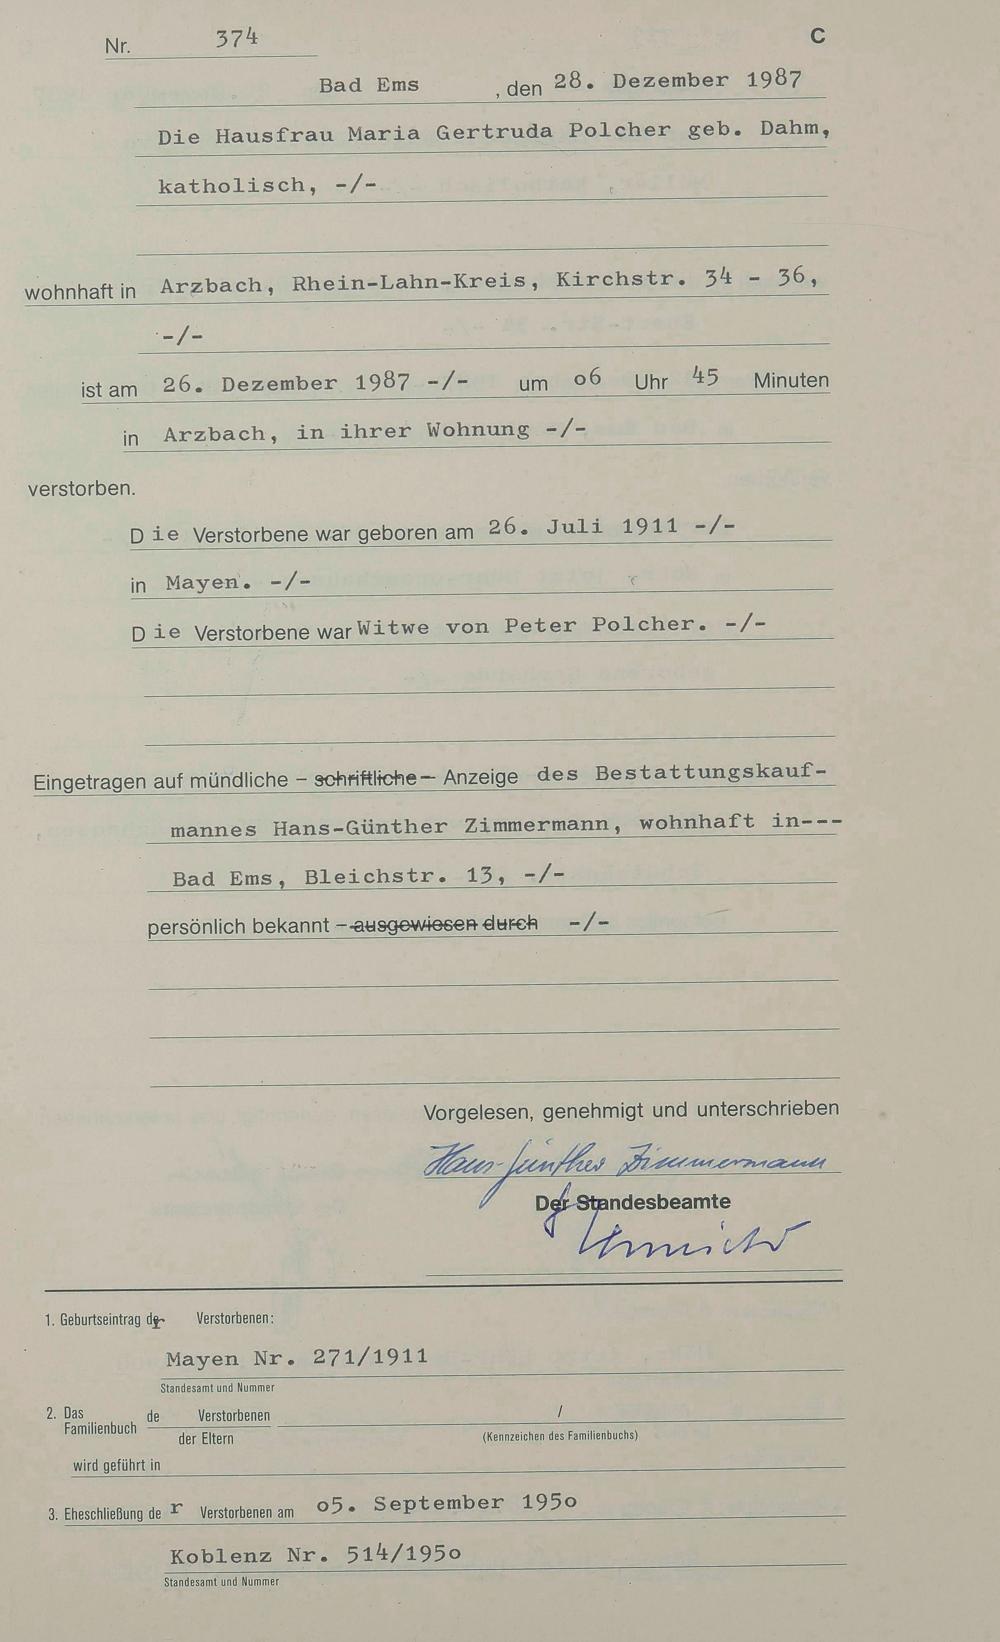 Nr. 374 C
Bad Ems , den 28. Dezember 1987
Die Hausfrau Maria Gertruda Polcher geb. Dahm,
katholisch, -/-
wohnhaft in Arzbach, Rhein-Lahn-Kreis, Kirchstr. 34 - 36,
-/-
ist am 26. Dezember 1987 -/- um o6 Uhr 45 Minuten
in Arzbach, in ihrer Wohnung -/-
verstorben.
Die Verstorbene war geboren am 26. Juli 1911 -/-
in Mayen. -/-
Die Verstorbene war Witwe von Peter Polcher. -/-
Eingetragen auf mündliche – schriftliche – Anzeige des Bestattungskauf-
mannes Hans-Günther Zimmermann, wohnhaft in---
Bad Ems, Bleichstr. 13, -/-
persönlich bekannt – ausgewiesen durch -/-
Vorgelesen, genehmigt und unterschrieben
Hans-Günther Zimmermann
Der Standesbeamte
1. Geburtseintrag der Verstorbenen:
Mayen Nr. 271/1911
Standesamt und Nummer
2. Das Familienbuch de Verstorbenen /
der Eltern (Kennzeichen des Familienbuchs)
wird geführt in
3. Eheschließung der Verstorbenen am o5. September 195o
Koblenz Nr. 514/195o
Standesamt und Nummer